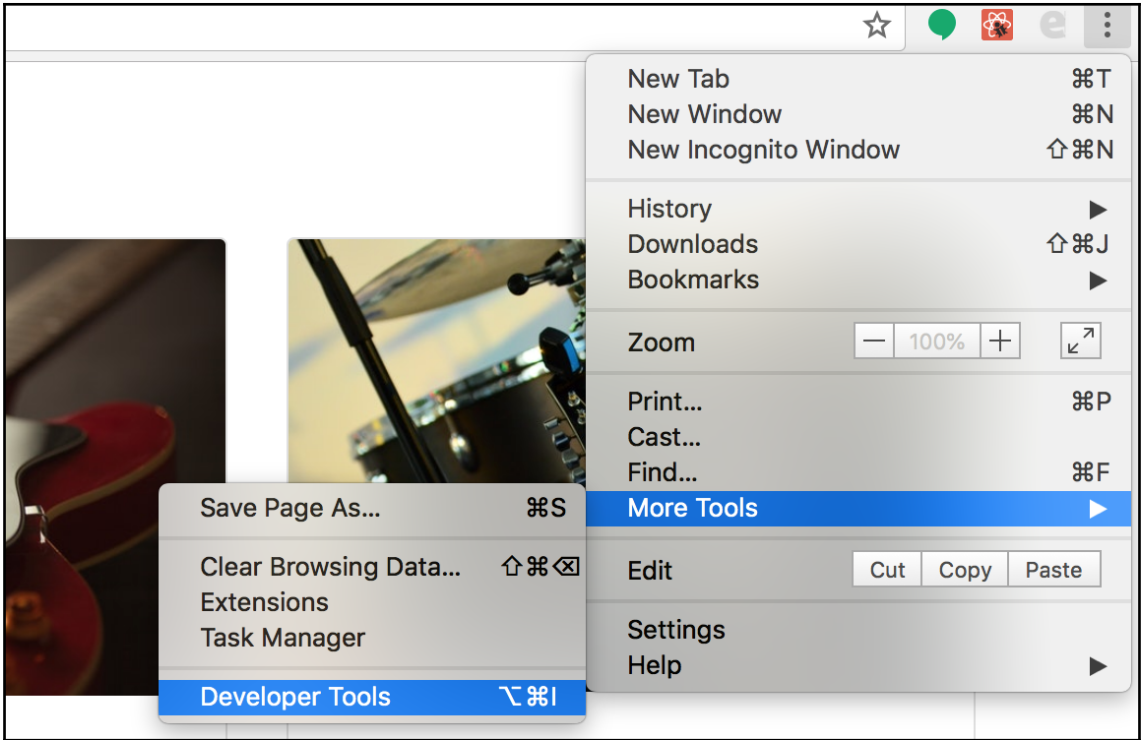 New Tab ⌘T
New Window ⌘N
New Incognito Window ⇧⌘N
History ▶
Downloads ⇧⌘J
Bookmarks ▶
Zoom — 100% +
Print... ⌘P
Cast...
Find... ⌘F
More Tools ▶
Edit Cut Copy Paste
Settings
Help ▶
Save Page As... ⌘S
Clear Browsing Data... ⇧⌘⌫
Extensions
Task Manager
Developer Tools ⌥⌘I